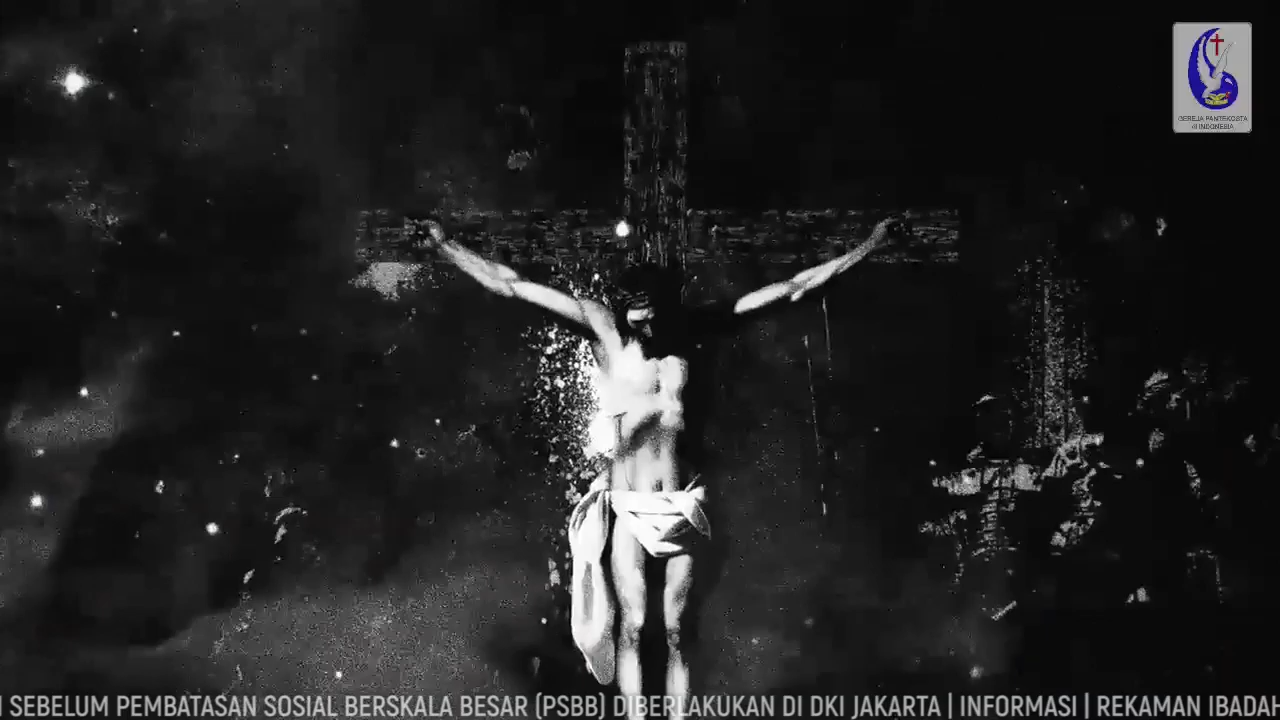 GEREJA PANTEKOSTA
di INDONESIA
SEBELUM PEMBATASAN SOSIAL BERSKALA BESAR (PSBB) DIBERLAKUKAN DI DKI JAKARTA | INFORMASI | REKAMAN IBADAH